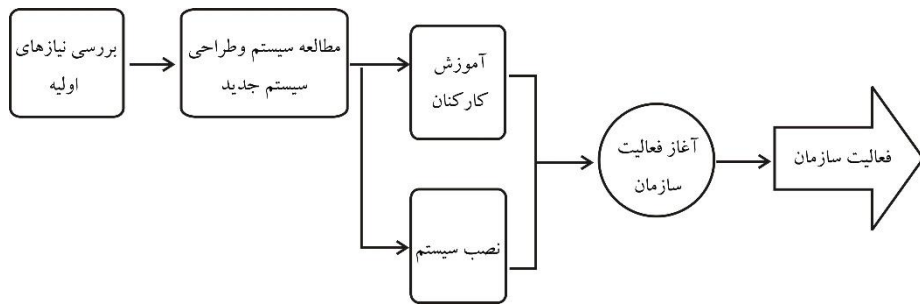 بررسی نیازهای
اولیه
مطالعه سیستم وطراحی
سیستم جدید
آموزش
کارکنان
نصب سیستم
آغاز فعالیت
سازمان
فعالیت سازمان